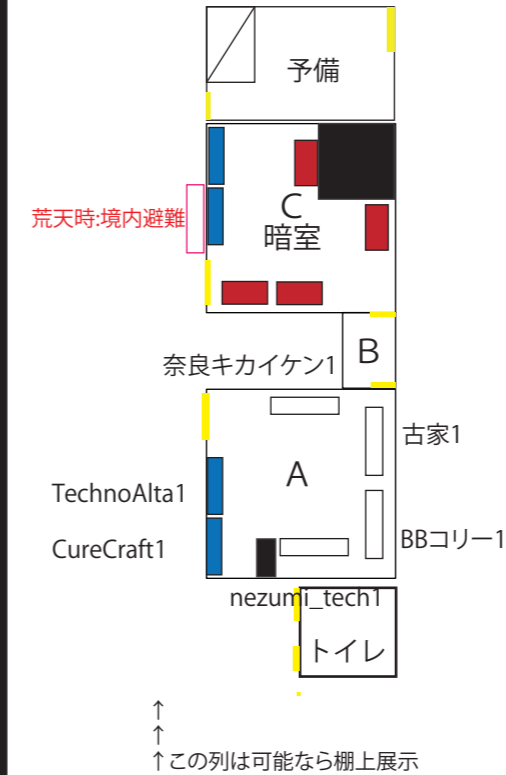 予備
荒天時:境内避難
C
暗室
B
奈良キカイケン1
古家1
A
TechnoAlta1
CureCraft1
BBコリー1
nezumi_tech1
トイレ
↑
↑
↑この列は可能なら棚上展示